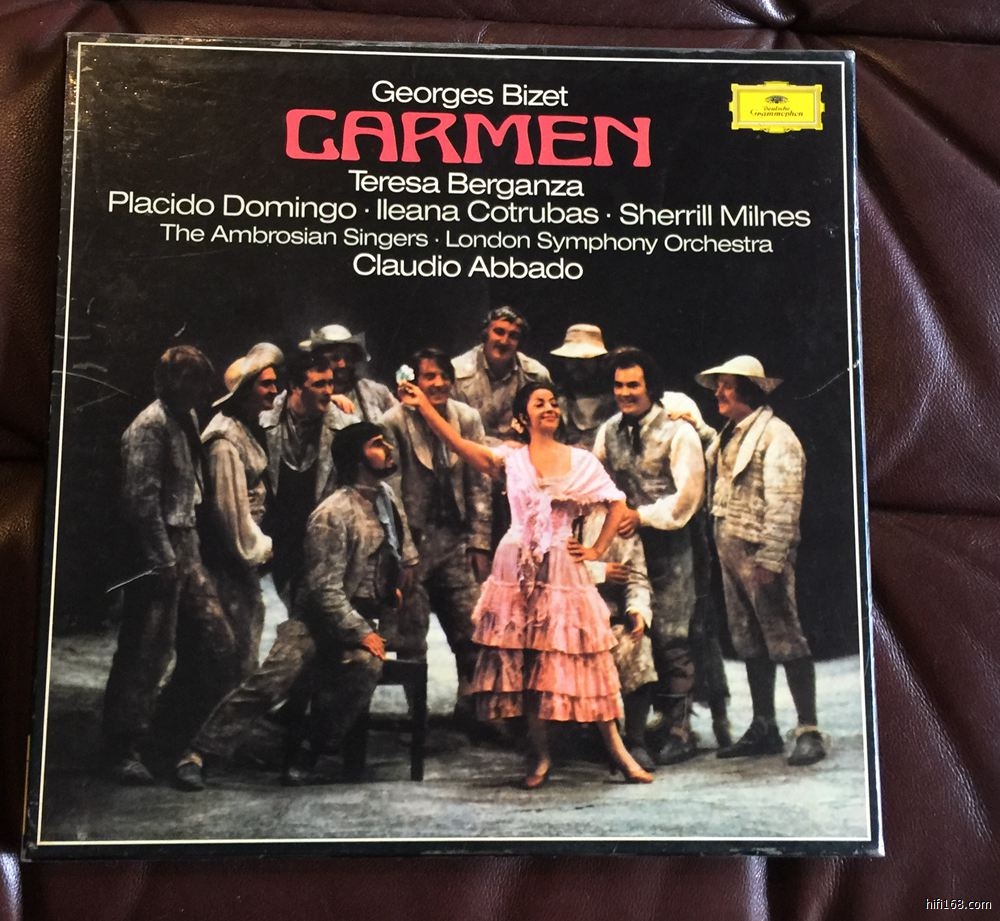 Georges Bizet
CARMEN
Teresa Berganza
Placido Domingo · Ileana Cotrubas · Sherrill Milnes
The Ambrosian Singers · London Symphony Orchestra
Claudio Abbado
Deutsche
Grammophon
hifi168.com